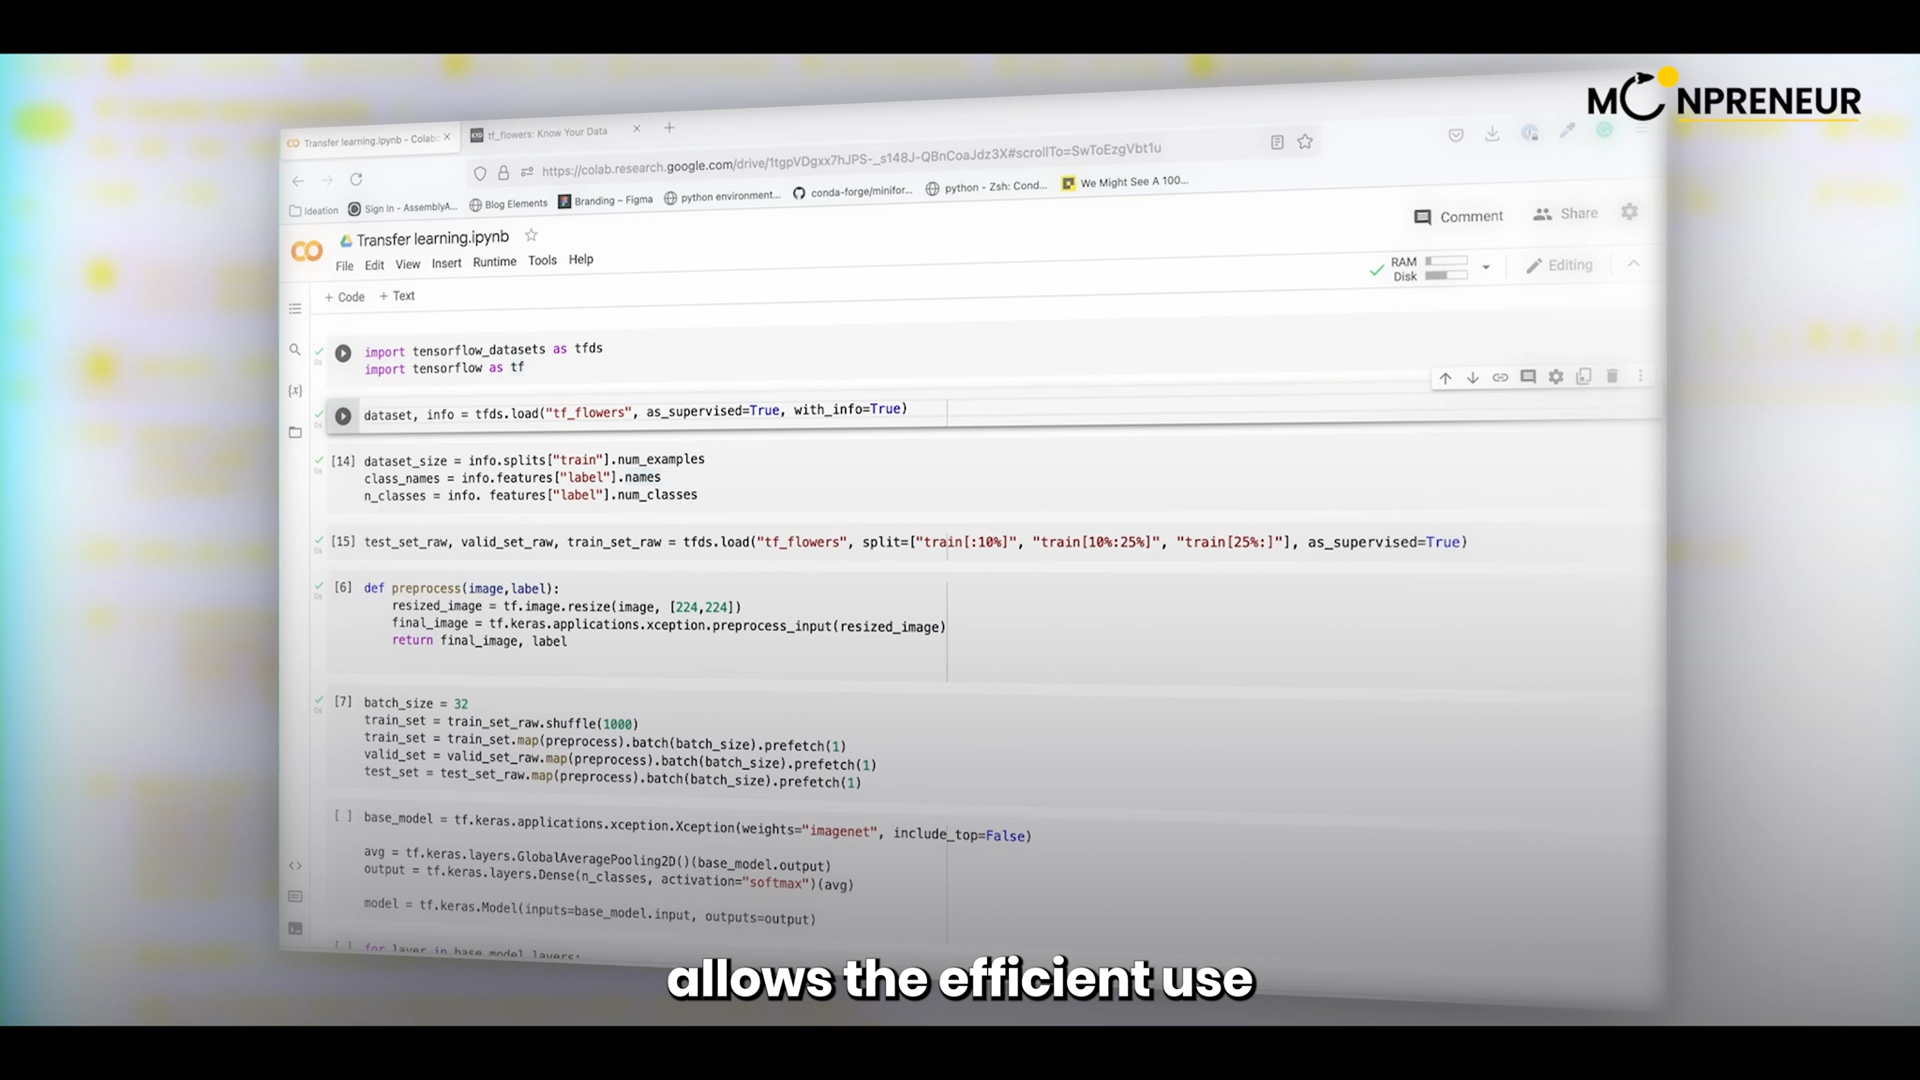 MOONPRENEUR
Transfer learning.ipynb - Colab
tf_flowers: Know Your Data
https://colab.research.google.com/drive/1tgpVDgxx7hJPS-_s148J-QBnCoaJdz3X#scrollTo=SwToEzgVbt1u
Ideation Sign In - AssemblyA... Blog Elements Branding – Figma python environment... conda-forge/minifor... python - Zsh: Cond... We Might See A 100...
CO Transfer learning.ipynb
Comment Share
File Edit View Insert Runtime Tools Help
RAM
Disk
Editing
+ Code + Text
import tensorflow_datasets as tfds
import tensorflow as tf
dataset, info = tfds.load("tf_flowers", as_supervised=True, with_info=True)
[14] dataset_size = info.splits["train"].num_examples
class_names = info.features["label"].names
n_classes = info. features["label"].num_classes
[15] test_set_raw, valid_set_raw, train_set_raw = tfds.load("tf_flowers", split=["train[:10%]", "train[10%:25%]", "train[25%:]"], as_supervised=True)
[6] def preprocess(image,label):
resized_image = tf.image.resize(image, [224,224])
final_image = tf.keras.applications.xception.preprocess_input(resized_image)
return final_image, label
[7] batch_size = 32
train_set = train_set_raw.shuffle(1000)
train_set = train_set.map(preprocess).batch(batch_size).prefetch(1)
valid_set = valid_set_raw.map(preprocess).batch(batch_size).prefetch(1)
test_set = test_set_raw.map(preprocess).batch(batch_size).prefetch(1)
[ ] base_model = tf.keras.applications.xception.Xception(weights="imagenet", include_top=False)
avg = tf.keras.layers.GlobalAveragePooling2D()(base_model.output)
output = tf.keras.layers.Dense(n_classes, activation="softmax")(avg)
model = tf.keras.Model(inputs=base_model.input, outputs=output)
[ ] for layer in base_model.layers:
allows the efficient use